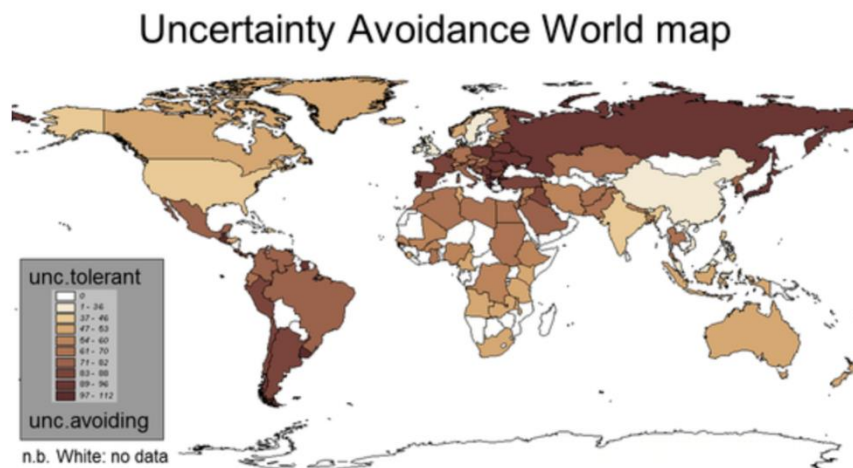 Uncertainty Avoidance World map
unc.tolerant
0
1 - 36
37 - 46
47 - 53
54 - 60
61 - 70
71 - 82
83 - 88
89 - 96
97 - 112
unc.avoiding
n.b. White: no data